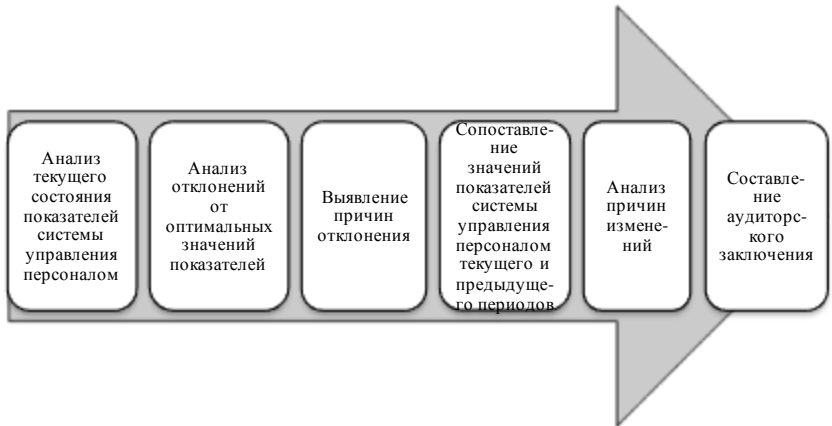 Анализ
текущего
состояния
показателей
системы
управления
персоналом
Анализ
отклонений
от
оптимальных
значений
показателей
Выявление
причин
отклонения
Сопоставле-
ние
значений
показателей
системы
управления
персоналом
текущего и
предыдуще-
го периодов
Анализ
причин
измене-
ний
Составле-
ние
аудиторс-
кого
заключения